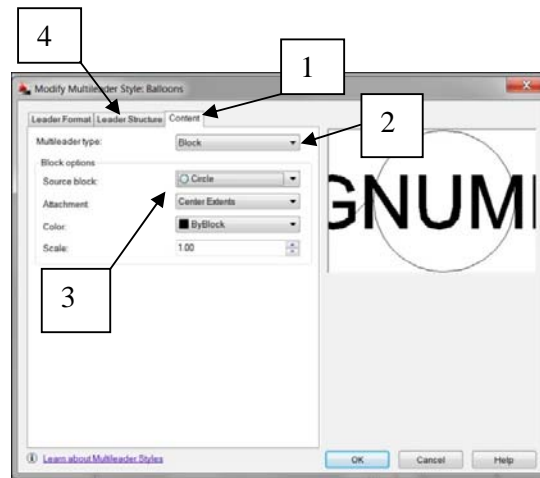 4
1
Modify Multileader Style: Balloons
Leader Format Leader Structure Content
2
Multileader type: Block
Block options
Source block: Circle
Attachment: Center Extents
Color: ByBlock
Scale: 1.00
3
GNUM
Learn about Multileader Styles
OK Cancel Help